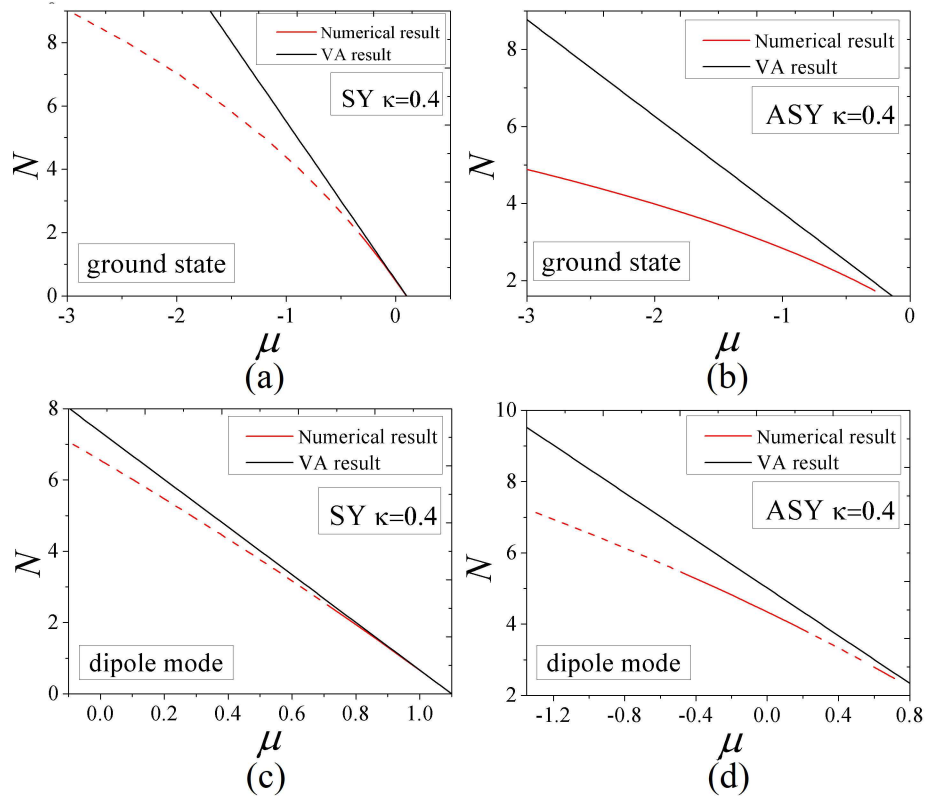 Numerical result
VA result
SY κ=0.4
ground state
N
8
6
4
2
0
-3
-2
-1
0
μ
(a)
Numerical result
VA result
ASY κ=0.4
ground state
N
8
6
4
2
-3
-2
-1
0
μ
(b)
Numerical result
VA result
SY κ=0.4
dipole mode
N
8
6
4
2
0
0.0
0.2
0.4
0.6
0.8
1.0
μ
(c)
Numerical result
VA result
ASY κ=0.4
dipole mode
N
10
8
6
4
2
-1.2
-0.8
-0.4
0.0
0.4
0.8
μ
(d)